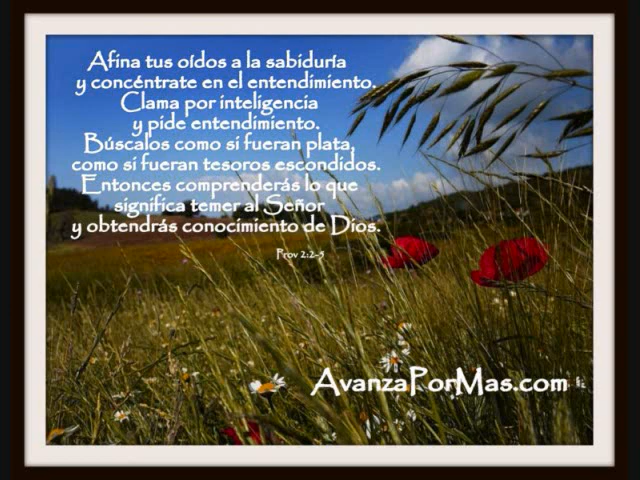 Afina tus oídos a la sabiduría
y concéntrate en el entendimiento.
Clama por inteligencia
y pide entendimiento.
Búscalos como si fueran plata,
como si fueran tesoros escondidos.
Entonces comprenderás lo que
significa temer al Señor
y obtendrás conocimiento de Dios.
Prov 2:2-5
AvanzaPorMas.com